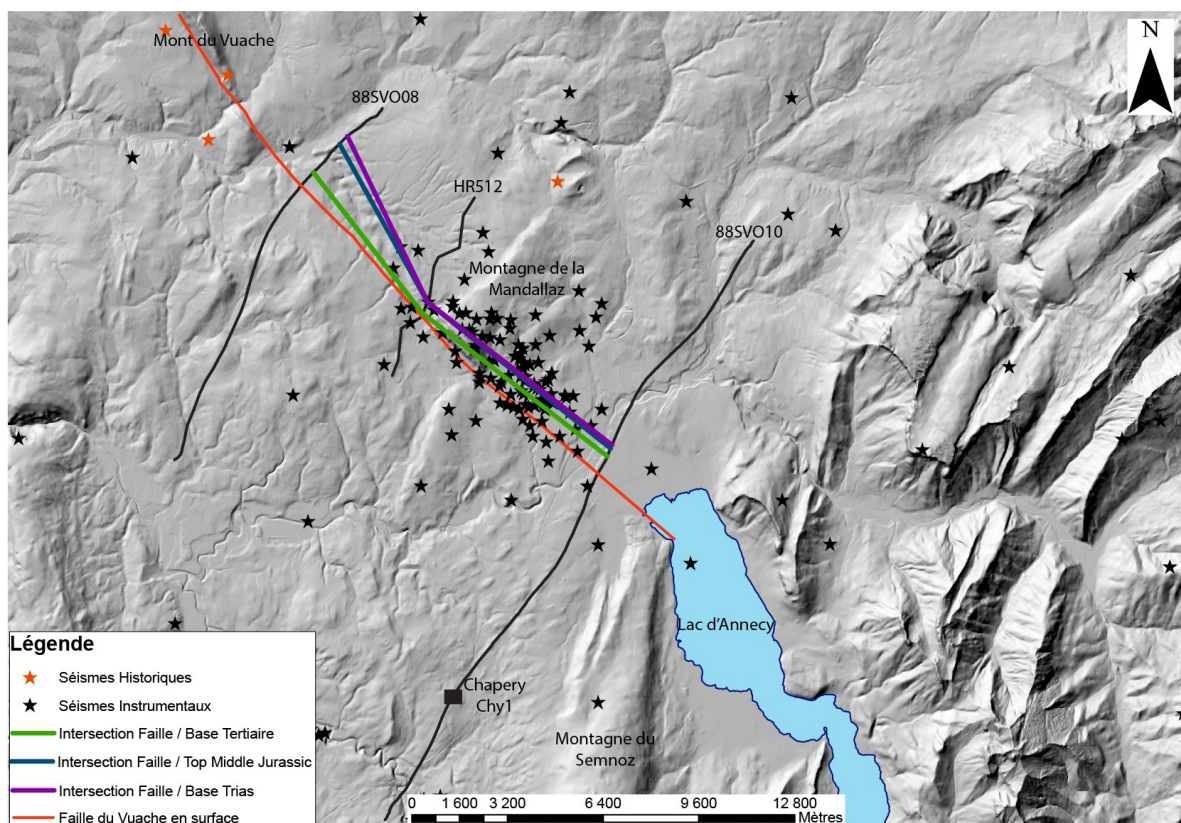 N
Mont du Vuache
88SVO08
HR512
88SVO10
Montagne de la
Mandallaz
Lac d'Annecy
Chapery
Chy1
Montagne du
Semnoz
Légende
Séismes Historiques
Séismes Instrumentaux
Intersection Faille / Base Tertiaire
Intersection Faille / Top Middle Jurassic
Intersection Faille / Base Trias
Faille du Vuache en surface
0 1 600 3 200 6 400 9 600 12 800
Mètres